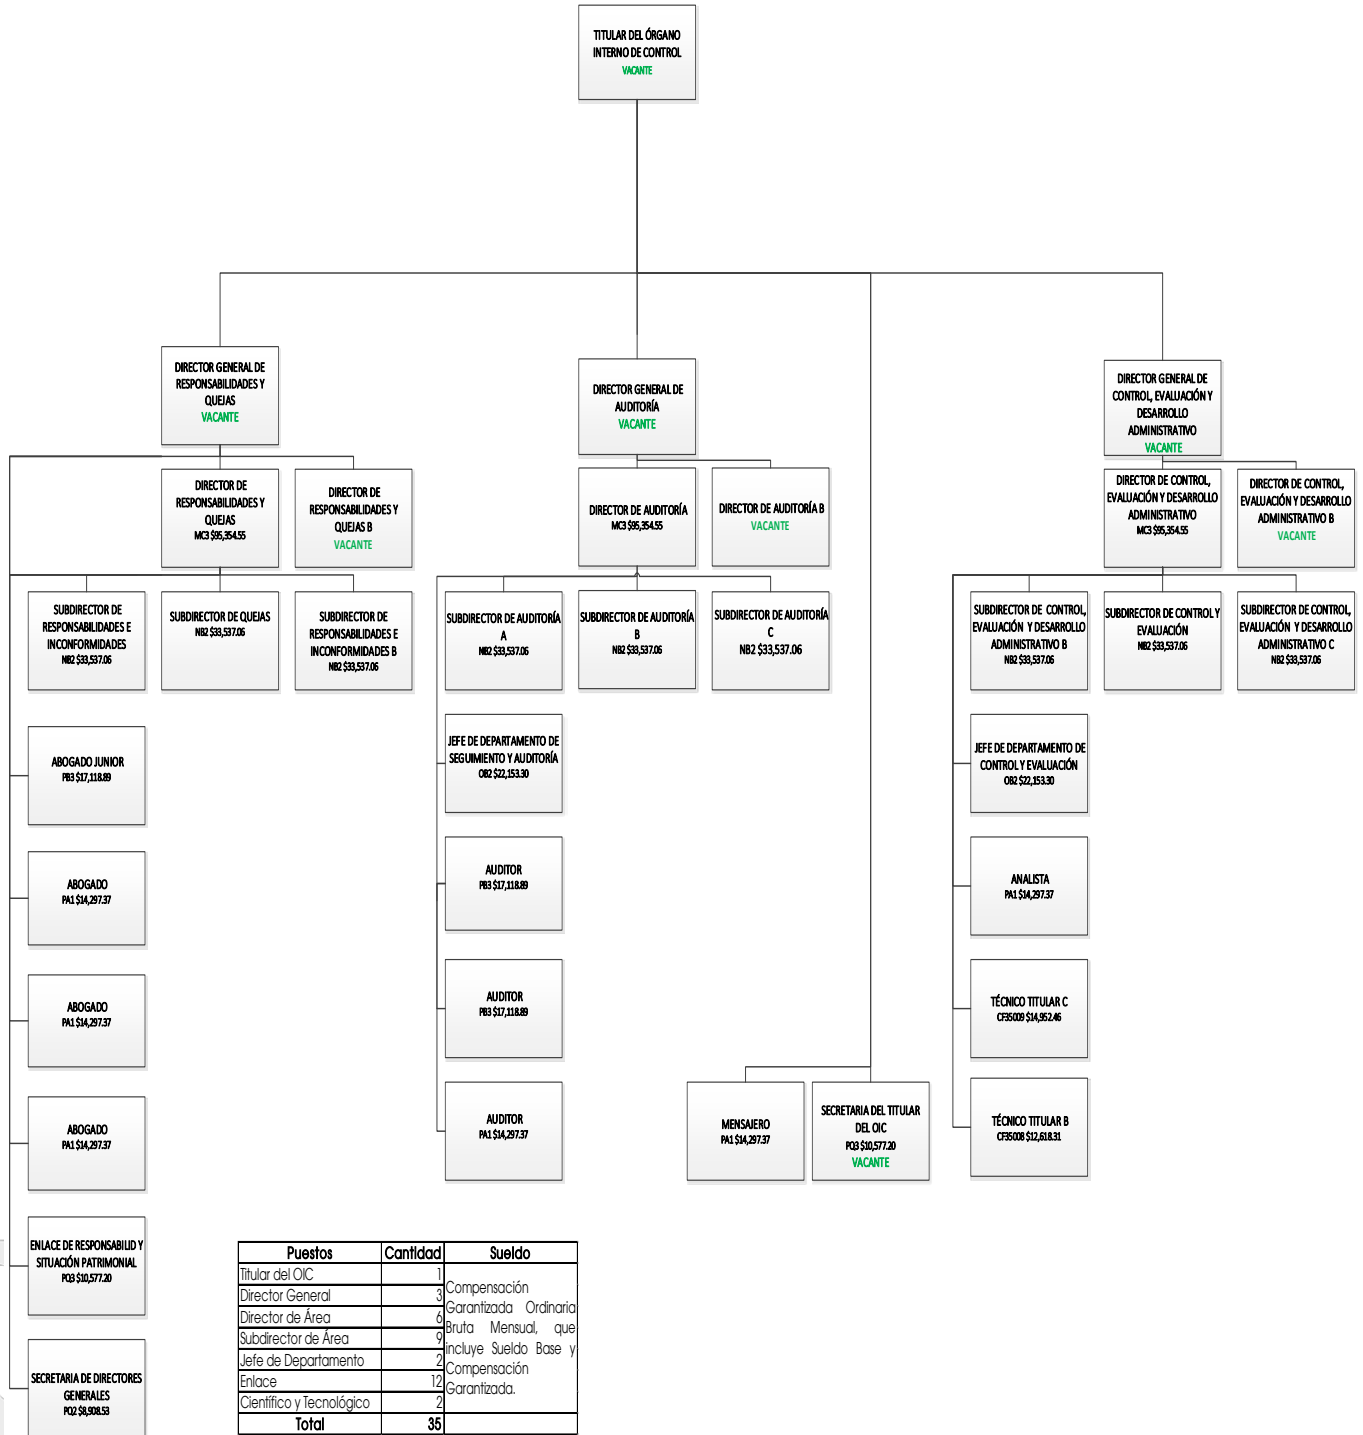 TITULAR DEL ÓRGANO
INTERNO DE CONTROL
VACANTE
DIRECTOR GENERAL DE
RESPONSABILIDADES Y
QUEJAS
VACANTE
DIRECTOR GENERAL DE
AUDITORÍA
VACANTE
DIRECTOR GENERAL DE
CONTROL, EVALUACIÓN Y
DESARROLLO
ADMINISTRATIVO
VACANTE
DIRECTOR DE
RESPONSABILIDADES Y
QUEJAS
MC3 $95,354.55
DIRECTOR DE
RESPONSABILIDADES Y
QUEJAS B
VACANTE
DIRECTOR DE AUDITORÍA
MC3 $95,354.55
DIRECTOR DE AUDITORÍA B
VACANTE
DIRECTOR DE CONTROL,
EVALUACIÓN Y DESARROLLO
ADMINISTRATIVO
MC3 $95,354.55
DIRECTOR DE CONTROL,
EVALUACIÓN Y DESARROLLO
ADMINISTRATIVO B
VACANTE
SUBDIRECTOR DE
RESPONSABILIDADES E
INCONFORMIDADES
NB2 $33,537.06
SUBDIRECTOR DE QUEJAS
NB2 $33,537.06
SUBDIRECTOR DE
RESPONSABILIDADES E
INCONFORMIDADES B
NB2 $33,537.06
SUBDIRECTOR DE AUDITORÍA
A
NB2 $33,537.06
SUBDIRECTOR DE AUDITORÍA
B
NB2 $33,537.06
SUBDIRECTOR DE AUDITORÍA
C
NB2 $33,537.06
SUBDIRECTOR DE CONTROL,
EVALUACIÓN Y DESARROLLO
ADMINISTRATIVO B
NB2 $33,537.06
SUBDIRECTOR DE CONTROL Y
EVALUACIÓN
NB2 $33,537.06
SUBDIRECTOR DE CONTROL,
EVALUACIÓN Y DESARROLLO
ADMINISTRATIVO C
NB2 $33,537.06
ABOGADO JUNIOR
PB3 $17,118.89
ABOGADO
PA1 $14,297.37
ABOGADO
PA1 $14,297.37
ABOGADO
PA1 $14,297.37
ENLACE DE RESPONSABILID Y
SITUACIÓN PATRIMONIAL
PQ3 $10,577.20
SECRETARIA DE DIRECTORES
GENERALES
PQ2 $8,908.53
JEFE DE DEPARTAMENTO DE
SEGUIMIENTO Y AUDITORÍA
OB2 $22,153.30
AUDITOR
PB3 $17,118.89
AUDITOR
PB3 $17,118.89
AUDITOR
PA1 $14,297.37
MENSAJERO
PA1 $14,297.37
SECRETARIA DEL TITULAR
DEL OIC
PQ3 $10,577.20
VACANTE
JEFE DE DEPARTAMENTO DE
CONTROL Y EVALUACIÓN
OB2 $22,153.30
ANALISTA
PA1 $14,297.37
TÉCNICO TITULAR C
CF35009 $14,952.46
TÉCNICO TITULAR B
CF35008 $12,618.31
Puestos Cantidad Sueldo
Titular del OIC 1
Director General 3
Director de Área 6
Subdirector de Área 9
Jefe de Departamento 2
Enlace 12
Científico y Tecnológico 2
Compensación
Garantizada Ordinaria
Bruta Mensual, que
incluye Sueldo Base y
Compensación
Garantizada.
Total 35